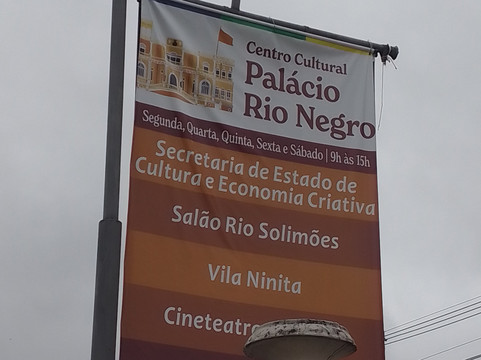 Centro Cultural
Palácio
Rio Negro
Segunda, Quarta, Quinta, Sexta e Sábado | 9h às 15h
Secretaria de Estado de
Cultura e Economia Criativa
Salão Rio Solimões
Vila Ninita